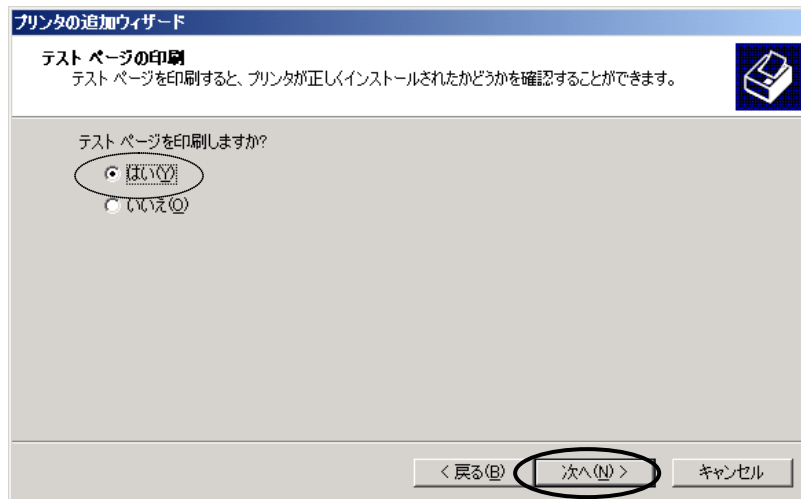 プリンタの追加ウィザード
テスト ページの印刷
テスト ページを印刷すると、プリンタが正しくインストールされたかどうかを確認することができます。
テスト ページを印刷しますか?
はい(Y)
いいえ(O)
< 戻る(B) 次へ(N) > キャンセル